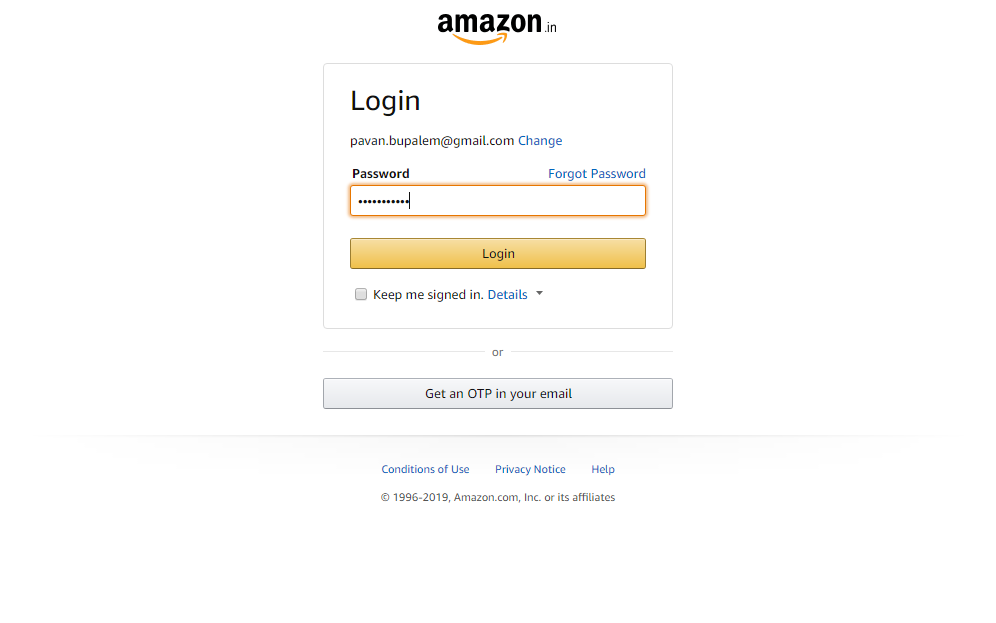 amazon.in
Login
pavan.bupalem@gmail.com Change
Password Forgot Password
•••••••••••
Login
Keep me signed in. Details
or
Get an OTP in your email
Conditions of Use Privacy Notice Help
© 1996-2019, Amazon.com, Inc. or its affiliates